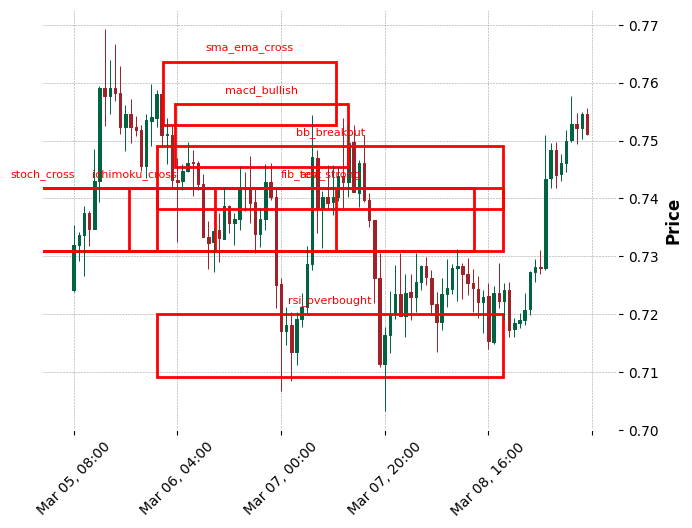 0.77
sma_ema_cross
0.76
macd_bullish
bb_breakout
0.75
stoch_cross
ichimoku_cross
fib_
strong
0.74
0.73
Price
rsi_overbought
0.72
0.71
0.70
Mar 05, 08:00
Mar 06, 04:00
Mar 07, 00:00
Mar 07, 20:00
Mar 08, 16:00